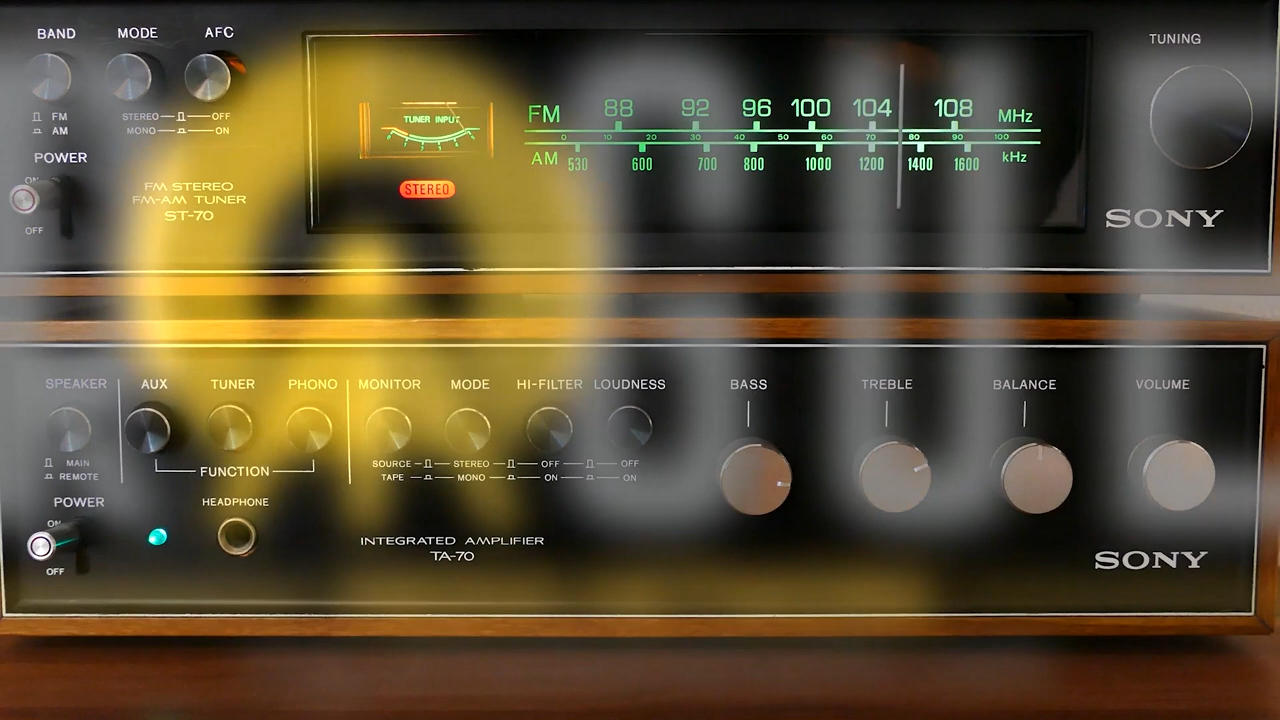 BAND MODE AFC
TUNING
FM 88 92 96 100 104 108 MHz
FM
AM
STEREO OFF
MONO ON
TUNER INPUT
0 10 20 30 40 50 60 70 80 90 100
AM 530 600 700 800 1000 1200 1400 1600 kHz
POWER
ON
OFF
FM STEREO
FM-AM TUNER
ST-70
STEREO
SONY
SPEAKER AUX TUNER PHONO MONITOR MODE HI-FILTER LOUDNESS BASS TREBLE BALANCE VOLUME
MAIN
REMOTE
FUNCTION
SOURCE STEREO OFF OFF
TAPE MONO ON ON
POWER
ON
OFF
HEADPHONE
INTEGRATED AMPLIFIER
TA-70
SONY